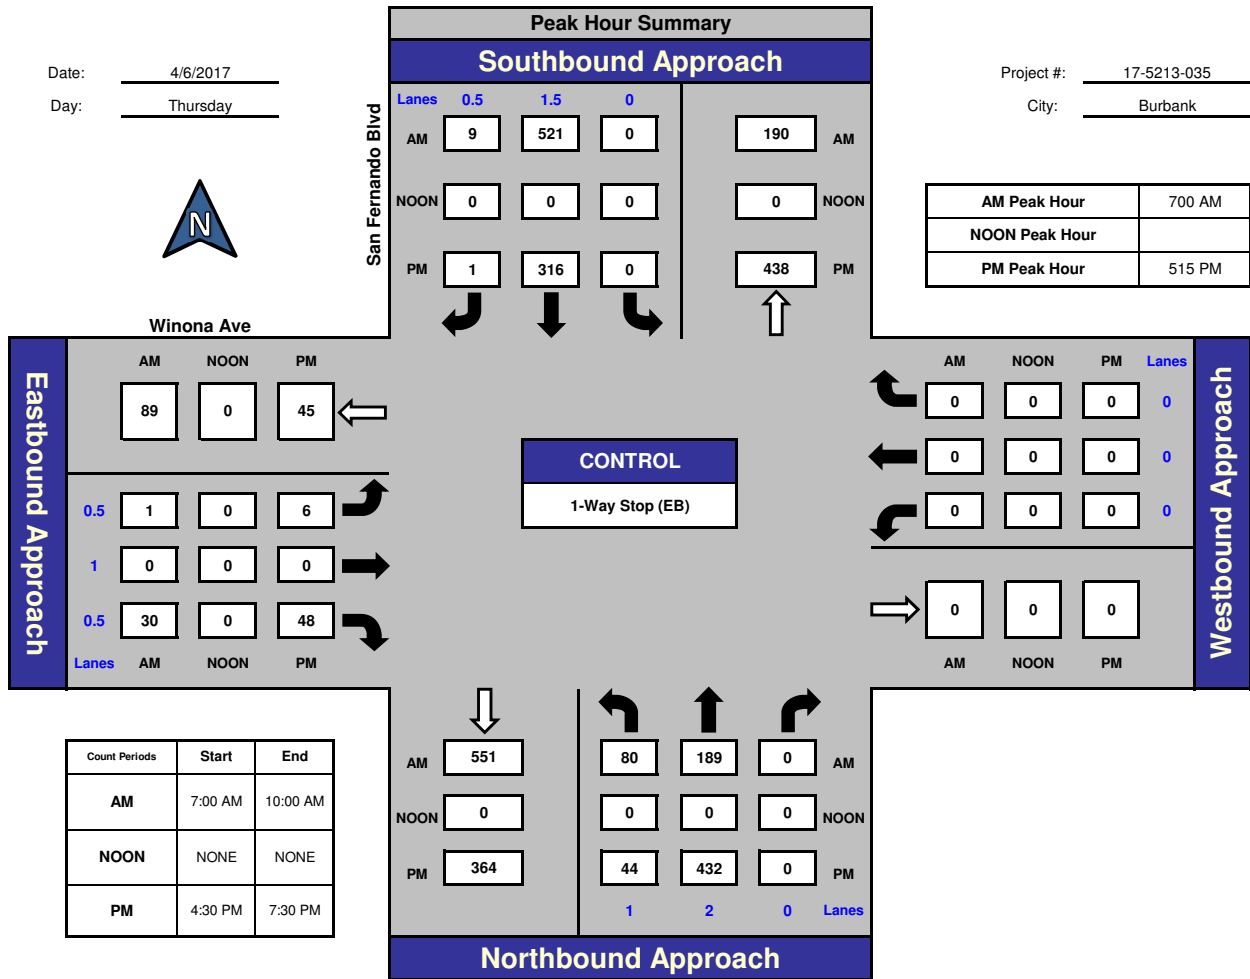 Peak Hour Summary
Southbound Approach
Date: 4/6/2017
Day: Thursday
Project #: 17-5213-035
City: Burbank
N
San Fernando Blvd
Lanes 0.5 1.5 0
AM 9 521 0 190 AM
NOON 0 0 0 0 NOON
PM 1 316 0 438 PM
AM Peak Hour 700 AM
NOON Peak Hour
PM Peak Hour 515 PM
Winona Ave
Eastbound Approach
AM NOON PM
89 0 45
0.5 1 0 6
1 0 0 0
0.5 30 0 48
Lanes AM NOON PM
CONTROL
1-Way Stop (EB)
AM NOON PM Lanes
0 0 0 0
0 0 0 0
0 0 0 0
0 0 0
AM NOON PM
Westbound Approach
Count Periods Start End
AM 7:00 AM 10:00 AM
NOON NONE NONE
PM 4:30 PM 7:30 PM
AM 551 80 189 0 AM
NOON 0 0 0 0 NOON
PM 364 44 432 0 PM
1 2 0 Lanes
Northbound Approach